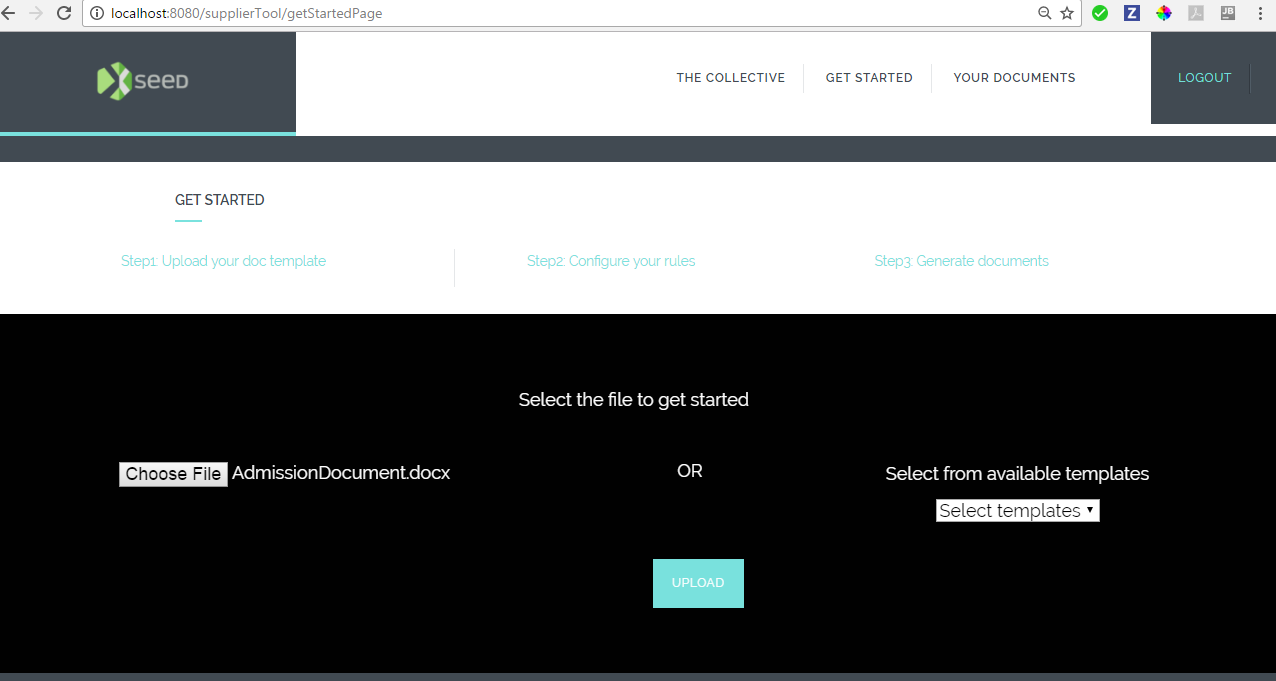 localhost:8080/supplierTool/getStartedPage
Z
JB
seed
THE COLLECTIVE
GET STARTED
YOUR DOCUMENTS
LOGOUT
GET STARTED
Step1: Upload your doc template
Step2: Configure your rules
Step3: Generate documents
Select the file to get started
Choose File AdmissionDocument.docx
OR
Select from available templates
Select templates
UPLOAD